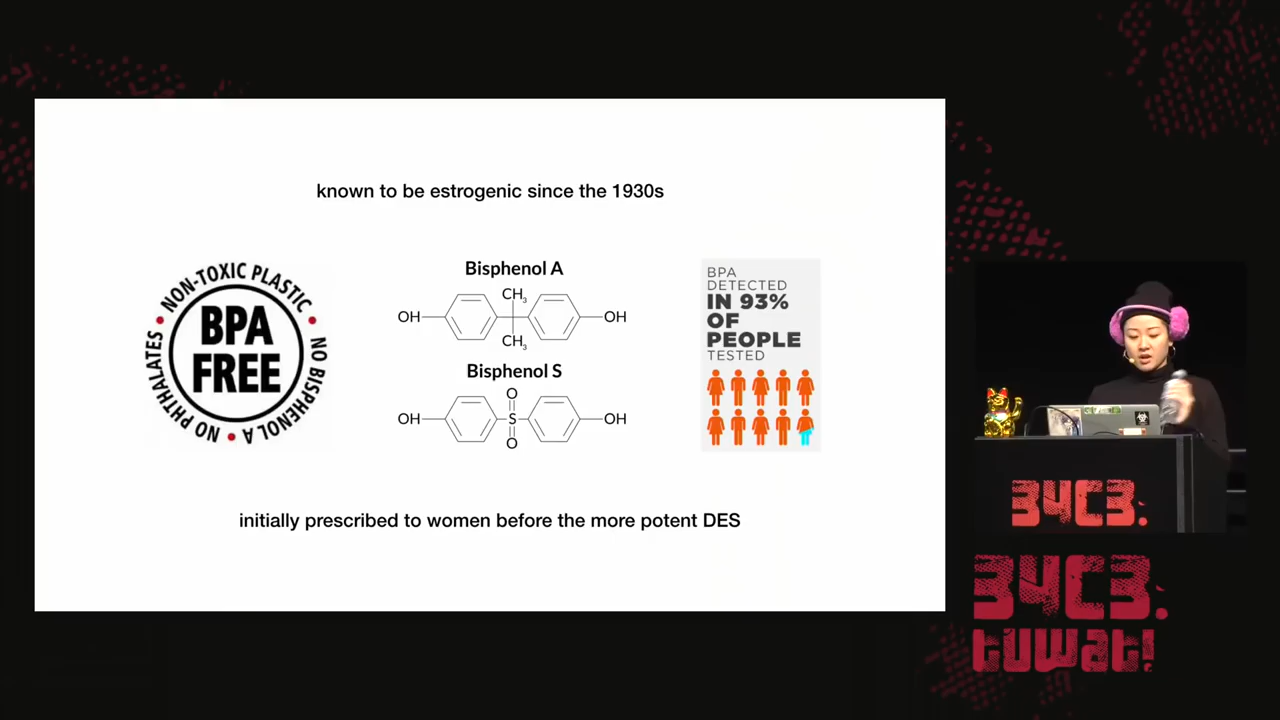 known to be estrogenic since the 1930s
NON-TOXIC PLASTIC • NO BISPHENOL A • NO PHTHALATES •
BPA
FREE
Bisphenol A
CH3
OH
OH
CH3
Bisphenol S
O
OH
S
OH
O
BPA
DETECTED
IN 93%
OF
PEOPLE
TESTED
initially prescribed to women before the more potent DES
34C3.
34C3.
tuwat!